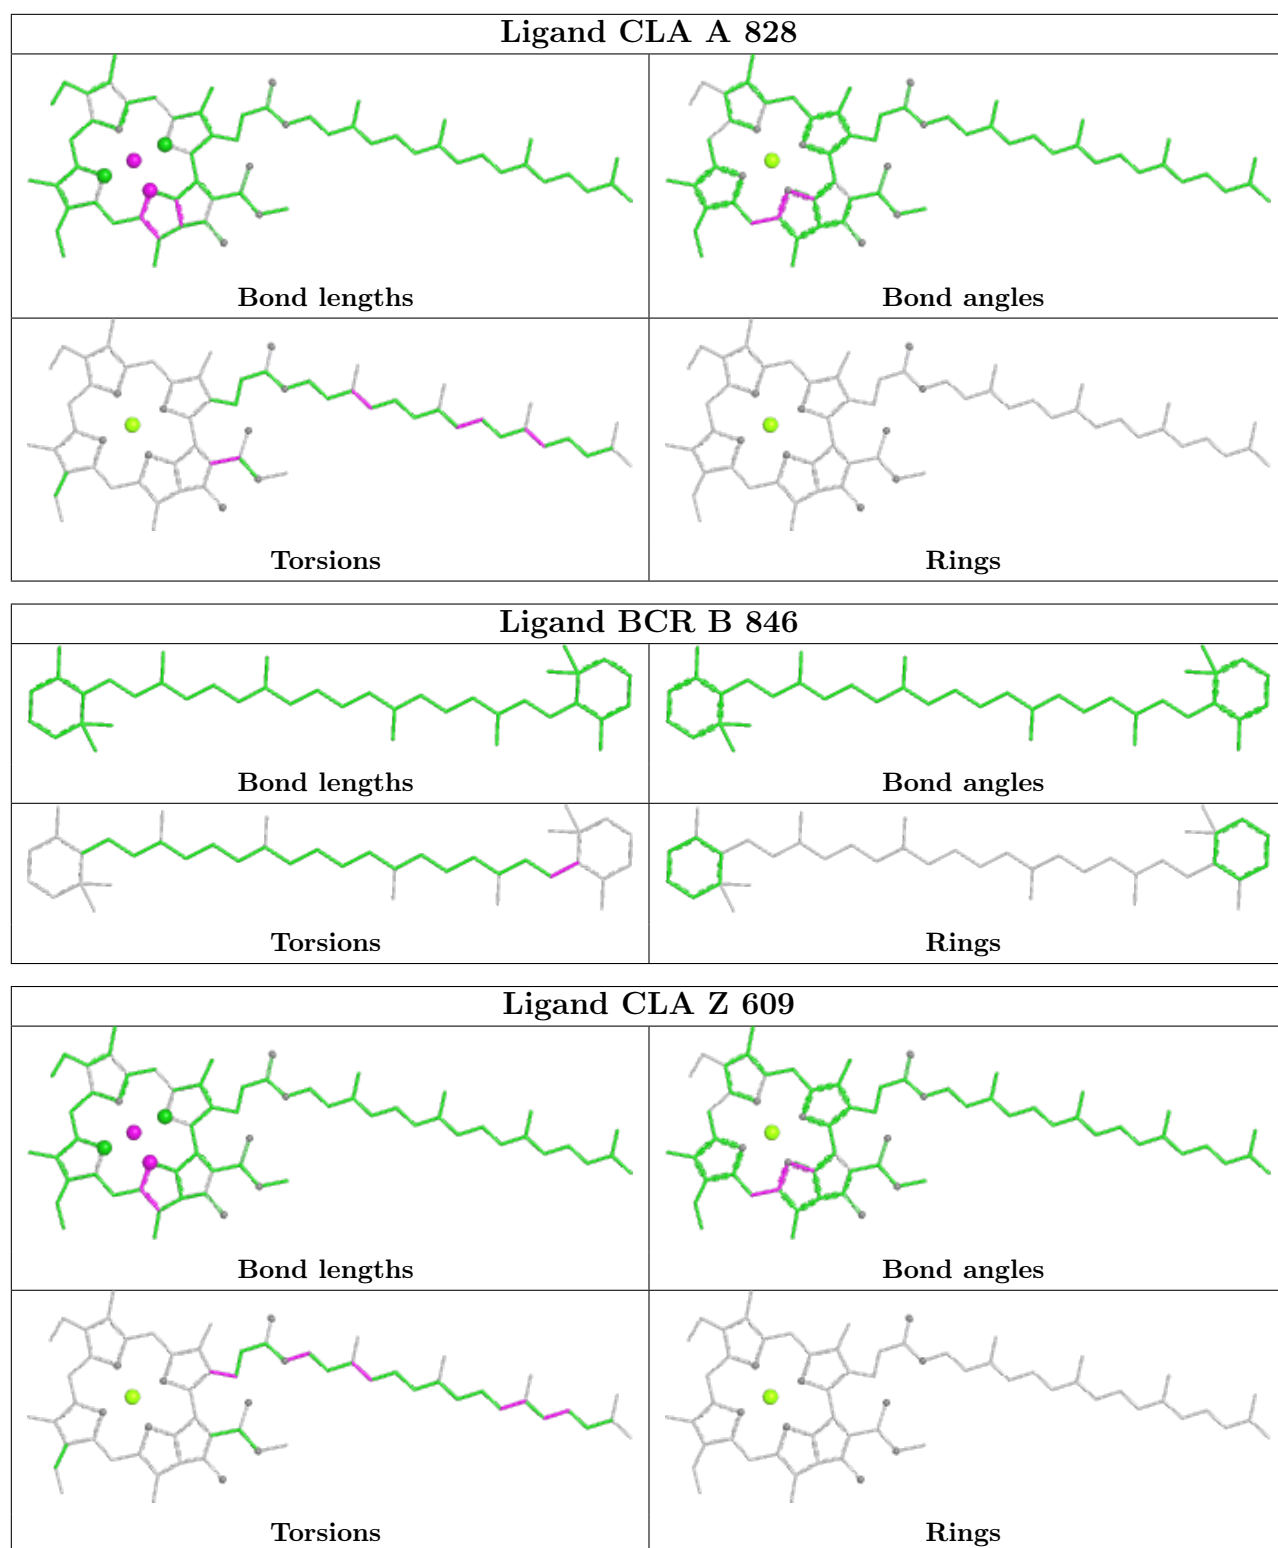 Ligand CLA A 828
Bond lengths
Bond angles
Torsions
Rings
Ligand BCR B 846
Bond lengths
Bond angles
Torsions
Rings
Ligand CLA Z 609
Bond lengths
Bond angles
Torsions
Rings